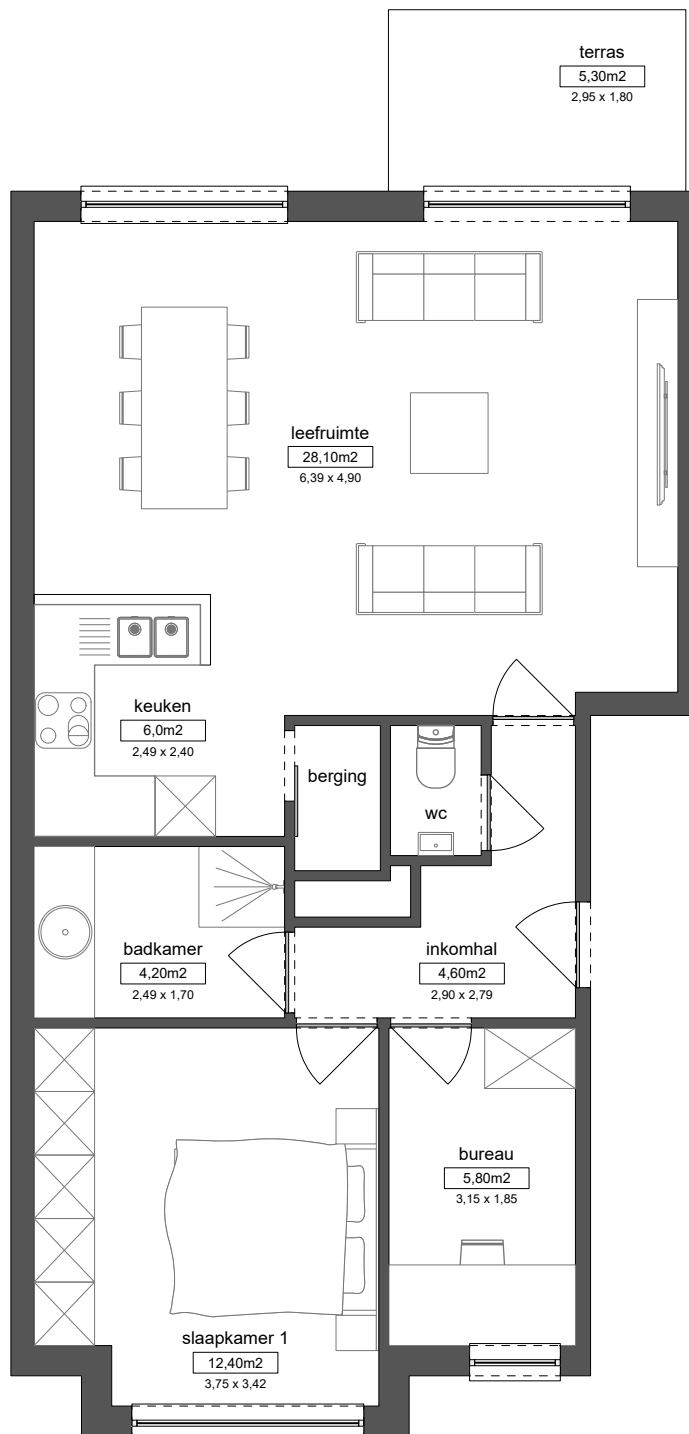 terras
5,30m2
2,95 x 1,80
leefruimte
28,10m2
6,39 x 4,90
keuken
6,0m2
2,49 x 2,40
berging
wc
badkamer
4,20m2
2,49 x 1,70
inkomhal
4,60m2
2,90 x 2,79
bureau
5,80m2
3,15 x 1,85
slaapkamer 1
12,40m2
3,75 x 3,42